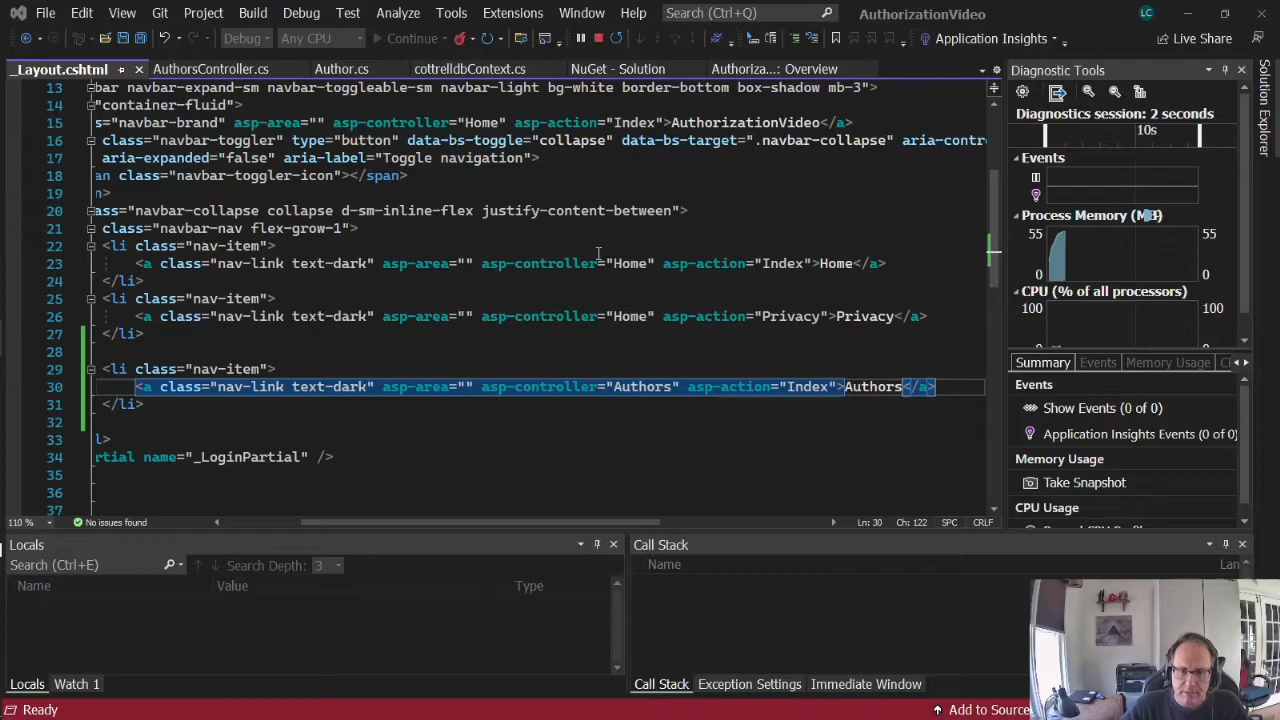 File Edit View Git Project Build Debug Test Analyze Tools Extensions Window Help Search (Ctrl+Q) AuthorizationVideo LC
Debug Any CPU Continue Application Insights Live Share
_Layout.cshtml AuthorsController.cs Author.cs cottrelldbContext.cs NuGet - Solution Authoriza...: Overview
13 bar navbar-expand-sm navbar-toggleable-sm navbar-light bg-white border-bottom box-shadow mb-3">
14 "container-fluid">
15 s="navbar-brand" asp-area="" asp-controller="Home" asp-action="Index">AuthorizationVideo</a>
16 class="navbar-toggler" type="button" data-bs-toggle="collapse" data-bs-target=".navbar-collapse" aria-contr
17 aria-expanded="false" aria-label="Toggle navigation">
18 an class="navbar-toggler-icon"></span>
19 n>
20 ass="navbar-collapse collapse d-sm-inline-flex justify-content-between">
21 class="navbar-nav flex-grow-1">
22 <li class="nav-item">
23 <a class="nav-link text-dark" asp-area="" asp-controller="Home" asp-action="Index">Home</a>
24 </li>
25 <li class="nav-item">
26 <a class="nav-link text-dark" asp-area="" asp-controller="Home" asp-action="Privacy">Privacy</a>
27 </li>
28
29 <li class="nav-item">
30 <a class="nav-link text-dark" asp-area="" asp-controller="Authors" asp-action="Index">Authors</a>
31 </li>
32
33 l>
34 rtial name="_LoginPartial" />
35
36
37
110 % No issues found Ln: 30 Ch: 122 SPC CRLF
Diagnostic Tools
Diagnostics session: 2 seconds
10s
Events
Process Memory (MB)
55 55
0 0
CPU (% of all processors)
100 100
0 0
Summary Events Memory Usage
Events
Show Events (0 of 0)
Application Insights Events (0 of 0)
Memory Usage
Take Snapshot
CPU Usage
Solution Explorer
Locals
Search (Ctrl+E) Search Depth: 3
Name Value Type
Locals Watch 1
Call Stack
Name Lan
Call Stack Exception Settings Immediate Window
Ready Add to Source